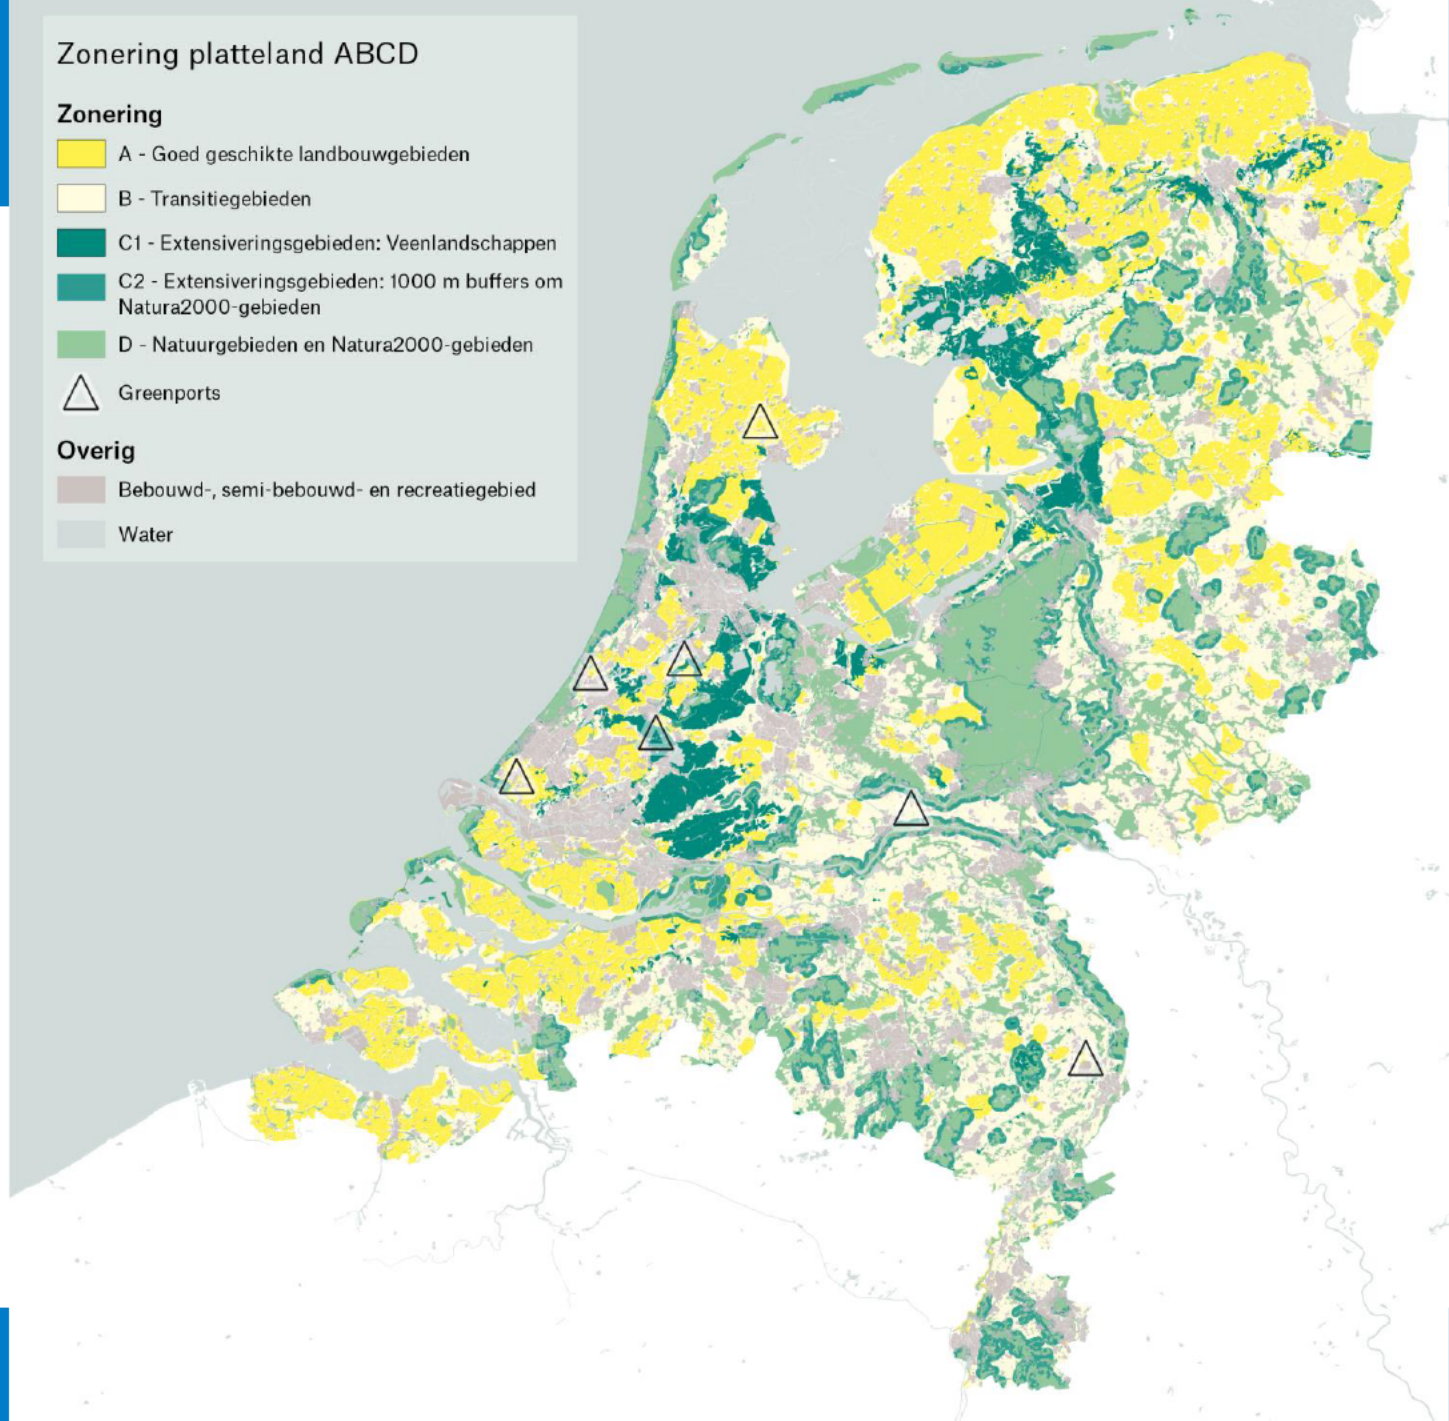 Zonering platteland ABCD
Zonering
A - Goed geschikte landbouwgebieden
B - Transitiegebieden
C1 - Extensiveringsgebieden: Veenlandschappen
C2 - Extensiveringsgebieden: 1000 m buffers om
Natura2000-gebieden
D - Natuurgebieden en Natura2000-gebieden
Greenports
Overig
Bebouwd-, semi-bebouwd- en recreatiegebied
Water